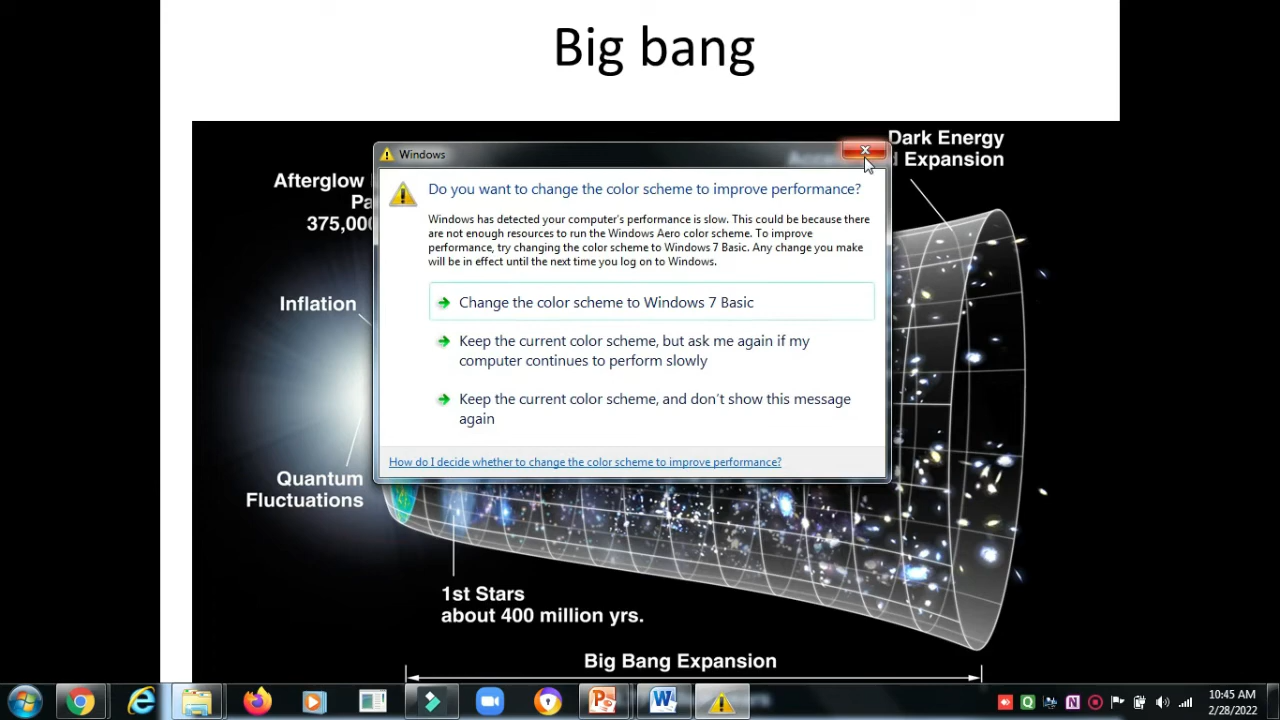 Big bang
Dark Energy
Expansion
Afterglow
Pa
375,000
Windows
Do you want to change the color scheme to improve performance?
Windows has detected your computer's performance is slow. This could be because there
are not enough resources to run the Windows Aero color scheme. To improve
performance, try changing the color scheme to Windows 7 Basic. Any change you make
will be in effect until the next time you log on to Windows.
Change the color scheme to Windows 7 Basic
Keep the current color scheme, but ask me again if my
computer continues to perform slowly
Keep the current color scheme, and don't show this message
again
How do I decide whether to change the color scheme to improve performance?
Inflation
Quantum
Fluctuations
1st Stars
about 400 million yrs.
Big Bang Expansion
10:45 AM
2/28/2022